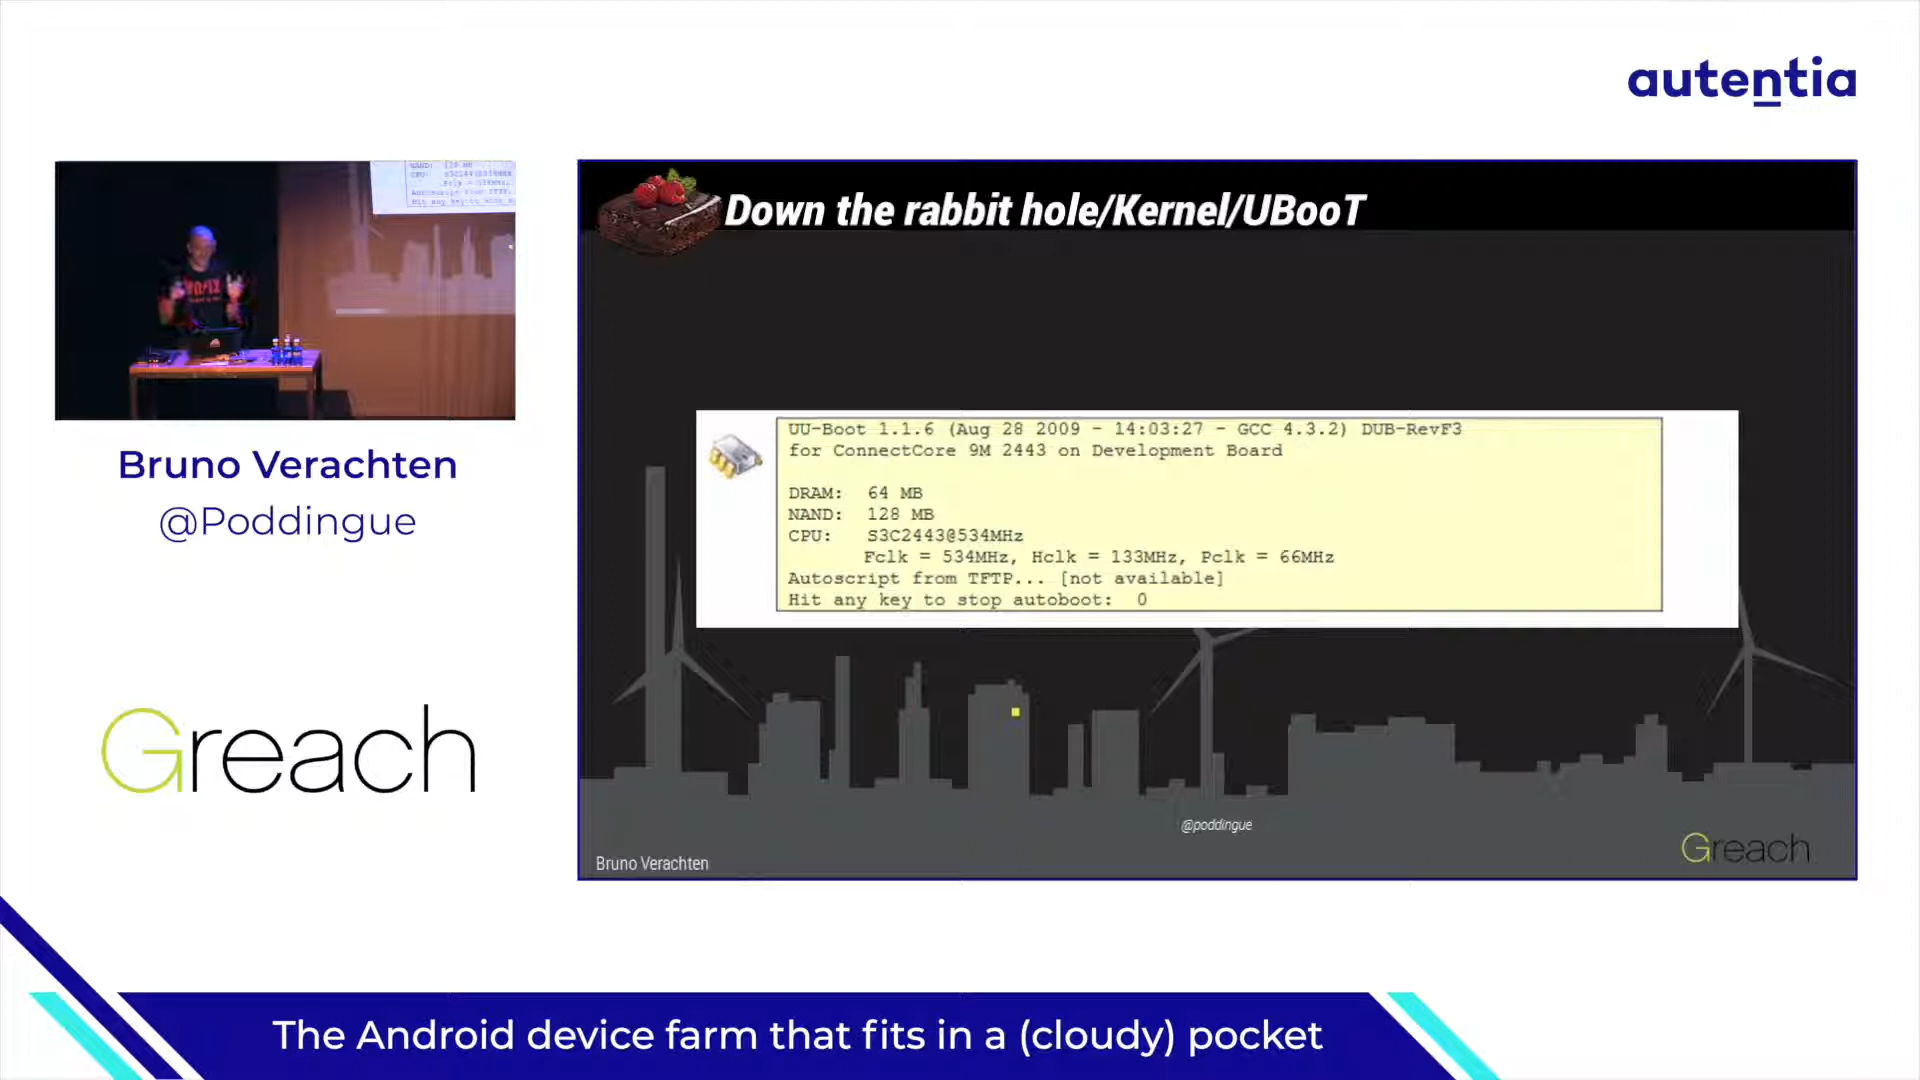 autentia
Down the rabbit hole/Kernel/UBooT
UU-Boot 1.1.6 (Aug 28 2009 - 14:03:27 - GCC 4.3.2) DUB-RevF3
for ConnectCore 9M 2443 on Development Board
DRAM: 64 MB
NAND: 128 MB
CPU: S3C2443@534MHz
Fclk = 534MHz, Hclk = 133MHz, Pclk = 66MHz
Autoscript from TFTP... [not available]
Hit any key to stop autoboot: 0
@poddingue
Bruno Verachten
Greach
Bruno Verachten
@Poddingue
Greach
The Android device farm that fits in a (cloudy) pocket